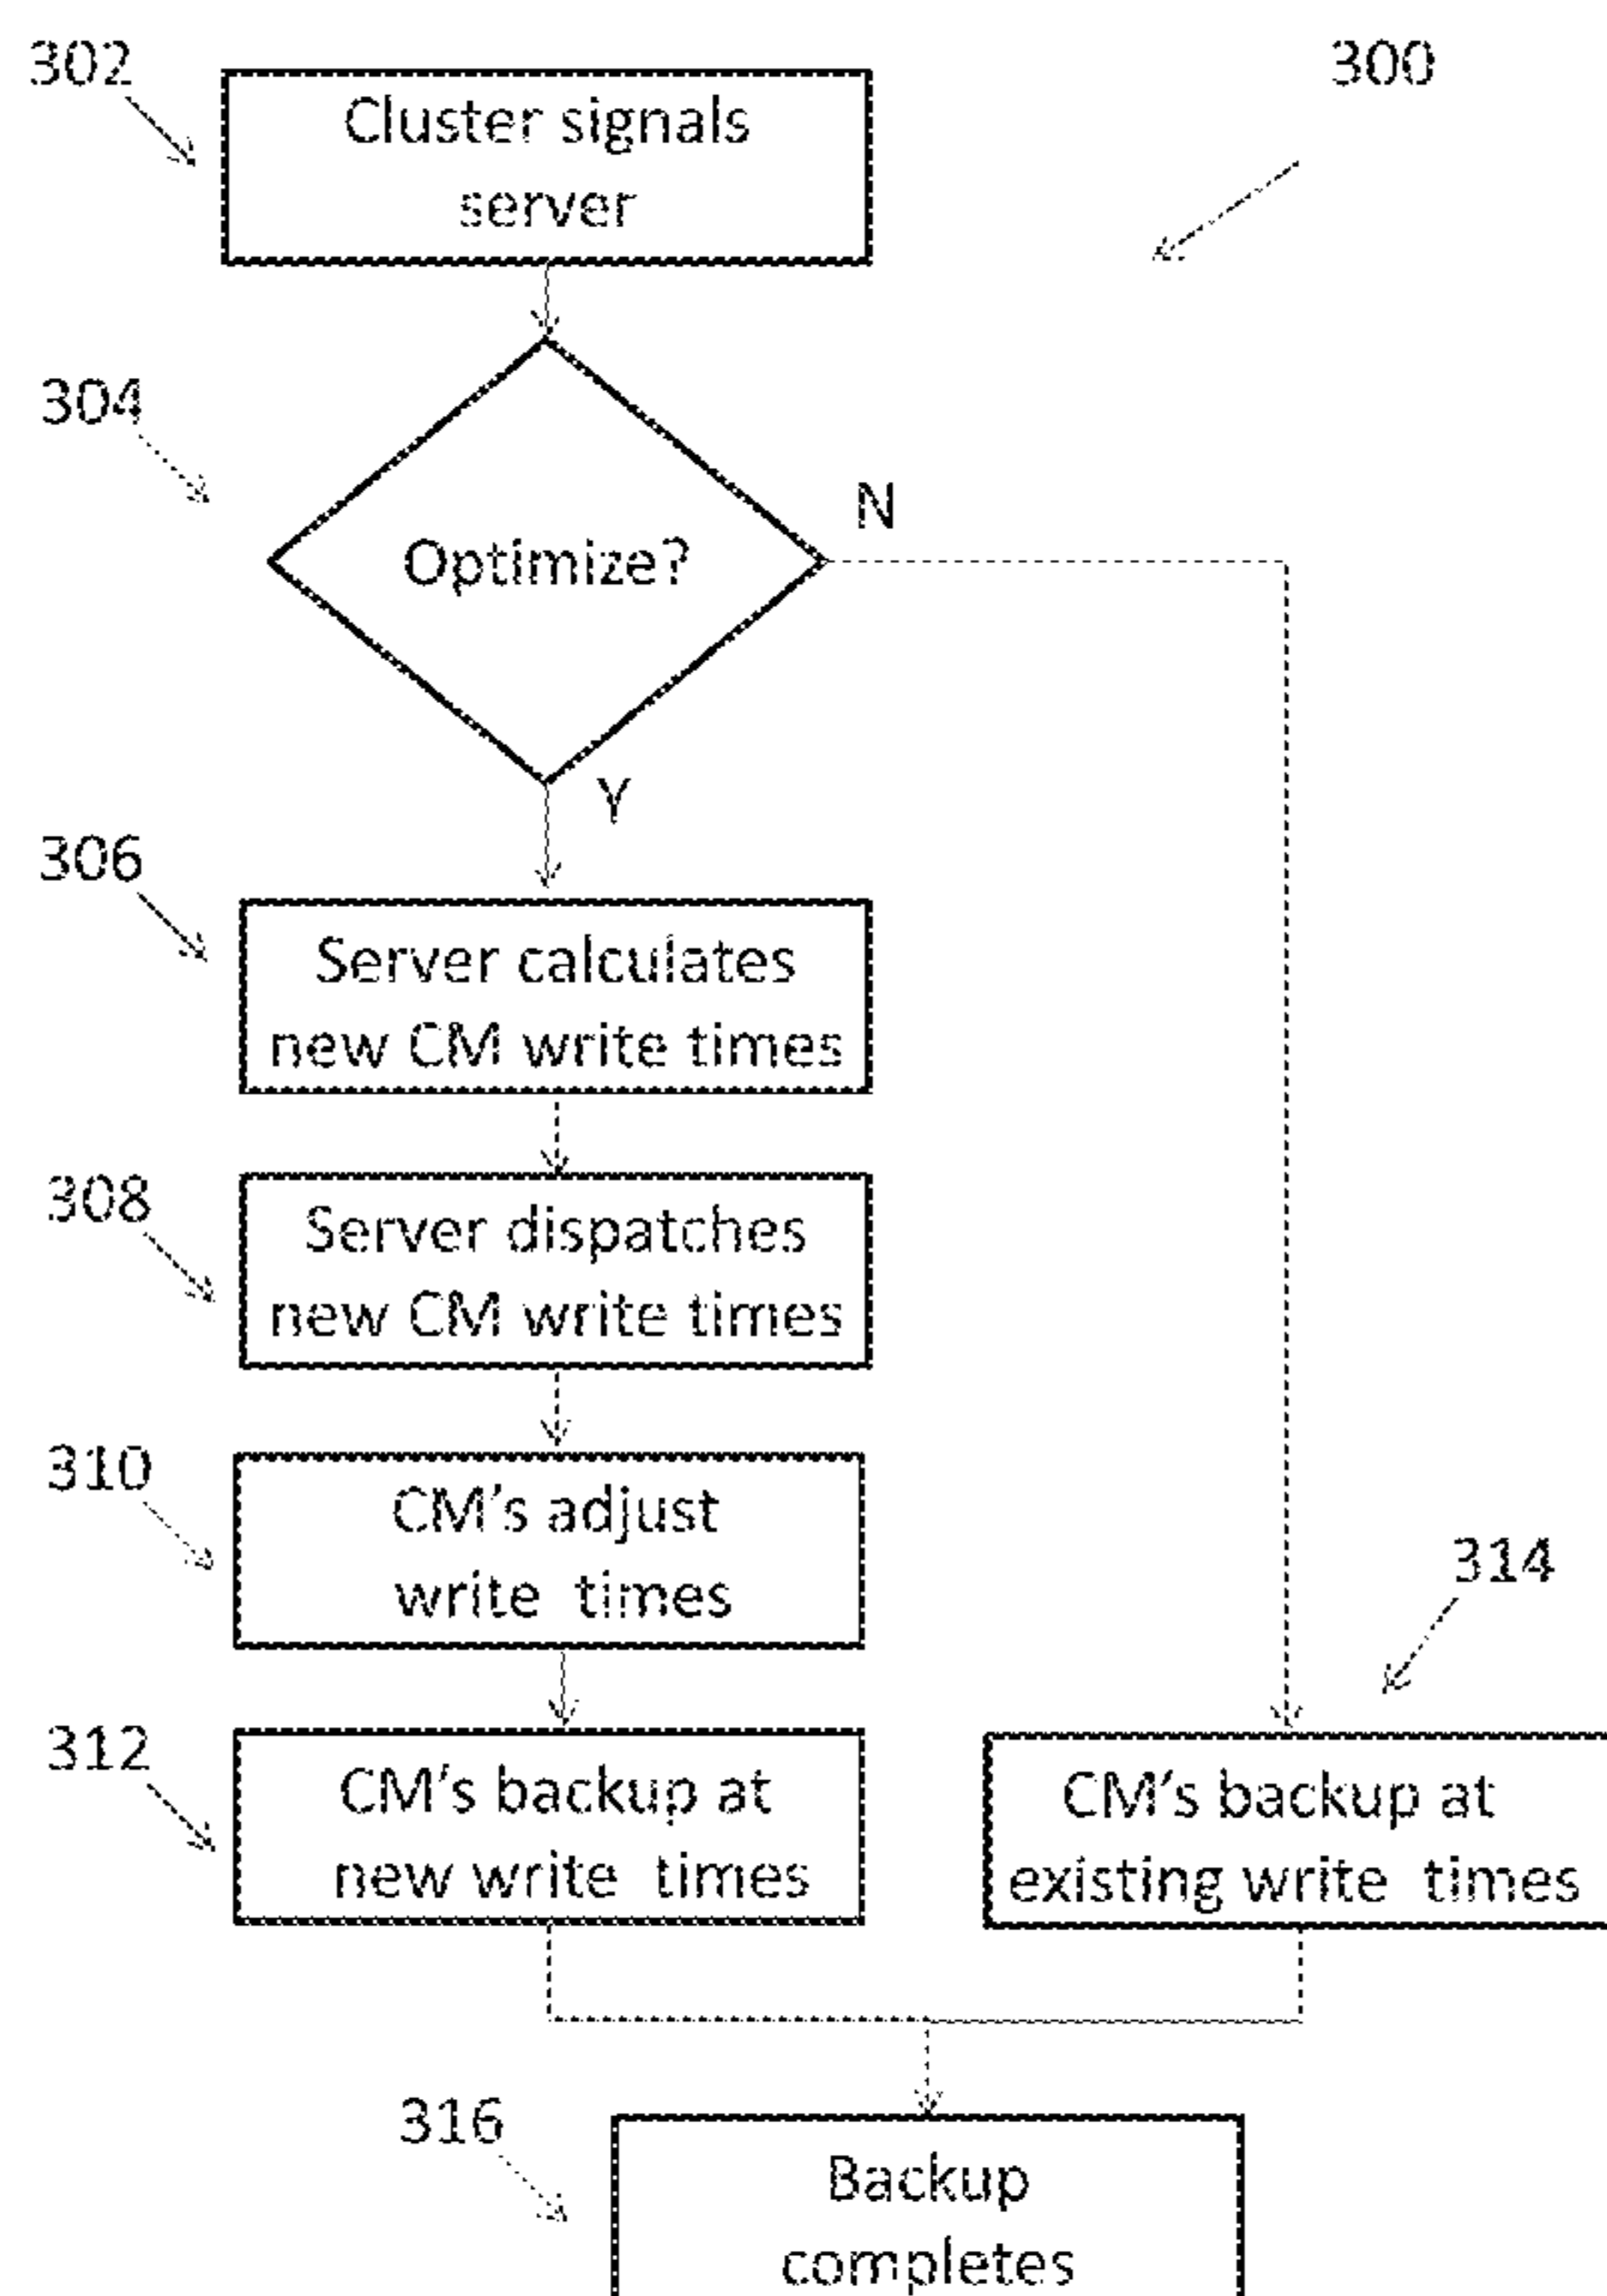 302
300
Cluster signals
server
304
N
Optimize?
Y
306
Server calculates
new CM write times
308
Server dispatches
new CM write times
310
CM's adjust
write times
314
312
CM's backup at
new write times
CM's backup at
existing write times
316
Backup
completes